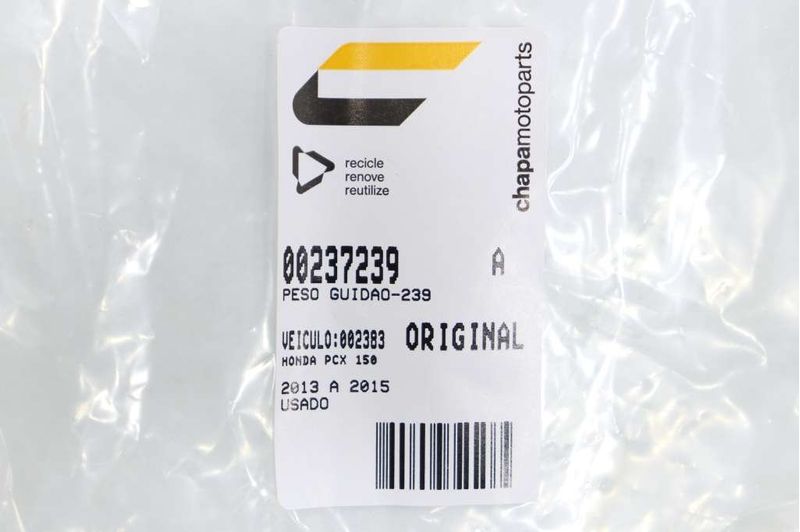 chapamotoparts
recicle
renove
reutilize
00237239 A
PESO GUIDAO-239
VEICULO:002383 ORIGINAL
HONDA PCX 150
2013 A 2015
USADO